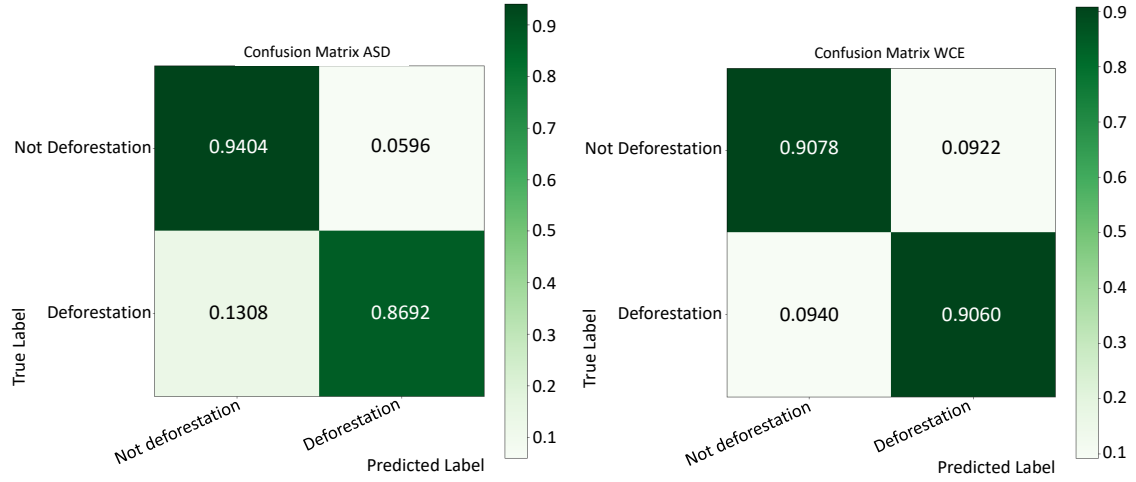 Confusion Matrix ASD
Not Deforestation
0.9404
0.0596
Deforestation
0.1308
0.8692
True Label
Not deforestation
Deforestation
Predicted Label
0.9
0.8
0.7
0.6
0.5
0.4
0.3
0.2
0.1
Confusion Matrix WCE
Not Deforestation
0.9078
0.0922
Deforestation
0.0940
0.9060
True Label
Not deforestation
Deforestation
Predicted Label
0.9
0.8
0.7
0.6
0.5
0.4
0.3
0.2
0.1